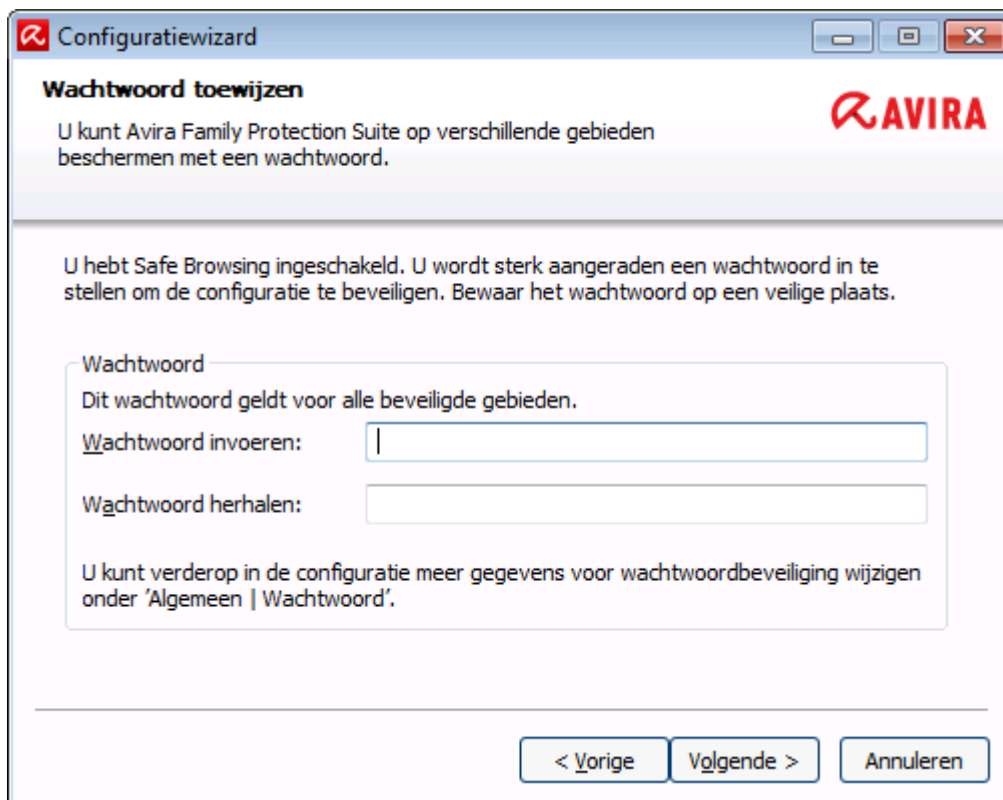 Configuratiewizard
Wachtwoord toewijzen
U kunt Avira Family Protection Suite op verschillende gebieden
beschermen met een wachtwoord.
AVIRA
U hebt Safe Browsing ingeschakeld. U wordt sterk aangeraden een wachtwoord in te
stellen om de configuratie te beveiligen. Bewaar het wachtwoord op een veilige plaats.
Wachtwoord
Dit wachtwoord geldt voor alle beveiligde gebieden.
Wachtwoord invoeren:
Wachtwoord herhalen:
U kunt verderop in de configuratie meer gegevens voor wachtwoordbeveiliging wijzigen
onder 'Algemeen | Wachtwoord'.
< Vorige Volgende > Annuleren